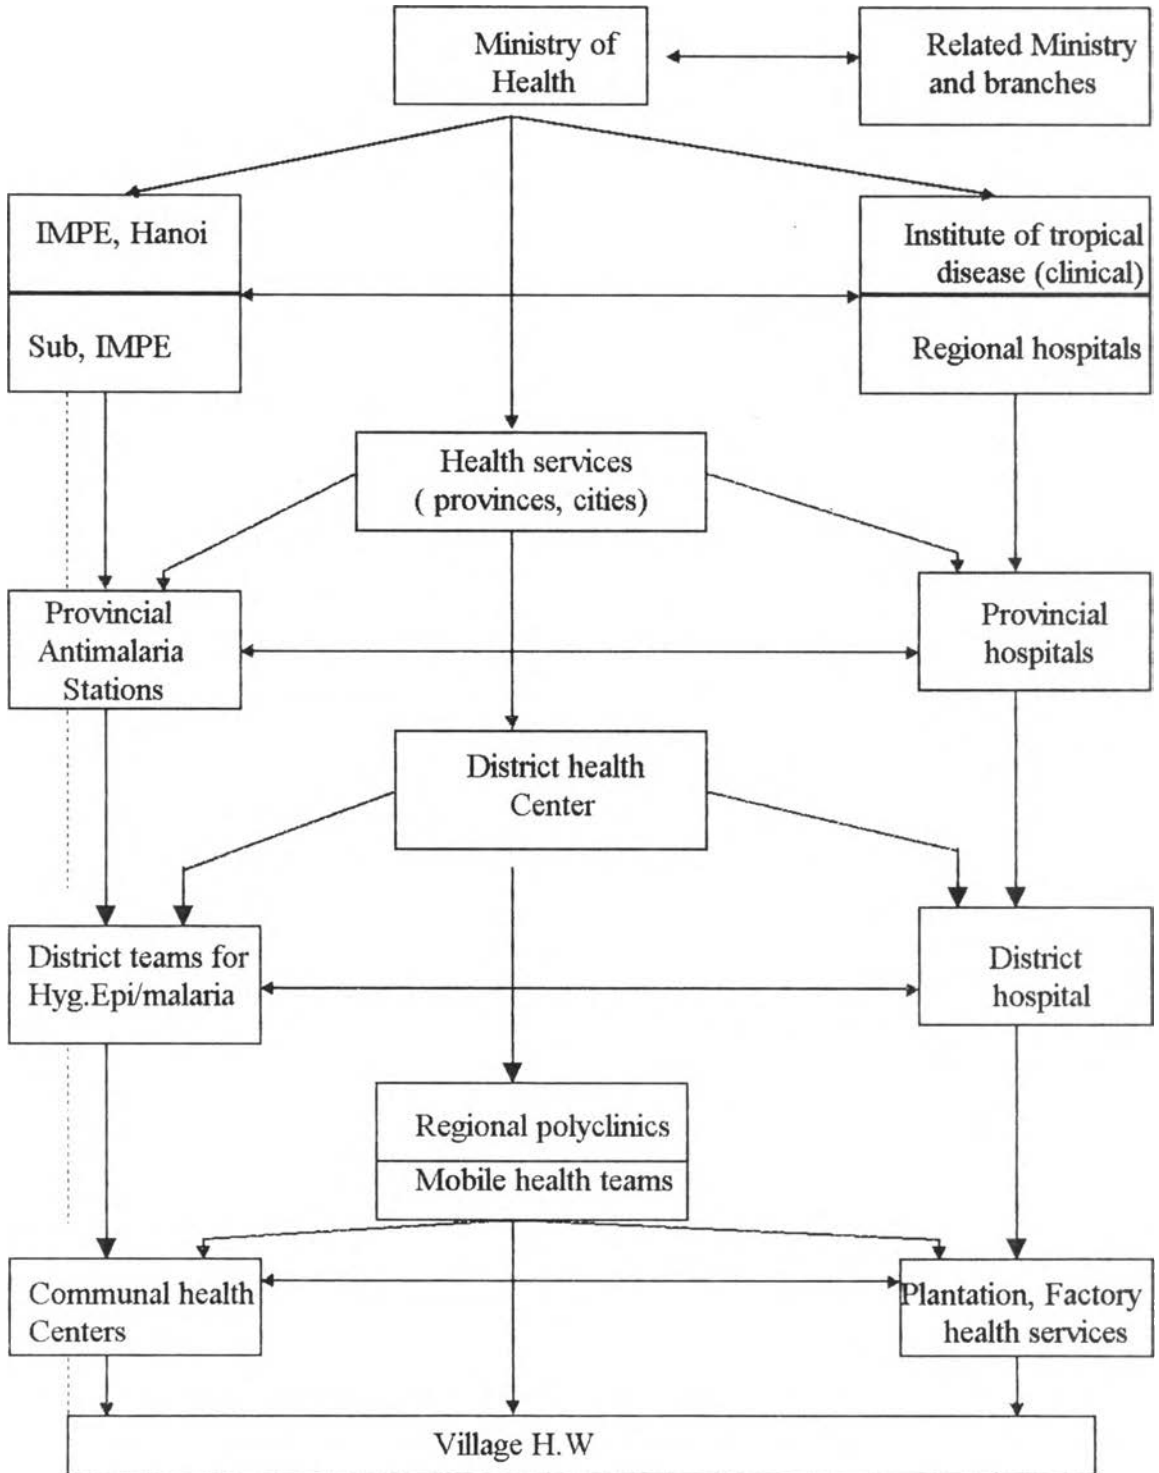 Ministry of
Health
Related Ministry
and branches
IMPE, Hanoi
Institute of tropical
disease (clinical)
Sub, IMPE
Regional hospitals
Health services
( provinces, cities)
Provincial
Antimalaria
Stations
Provincial
hospitals
District health
Center
District teams for
Hyg.Epi/malaria
District
hospital
Regional polyclinics
Mobile health teams
Communal health
Centers
Plantation, Factory
health services
Village H.W